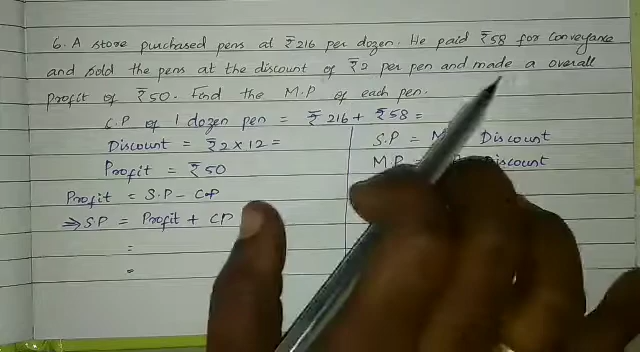 6. A store purchased pens at ₹216 per dozen. He paid ₹58 for conveyance
and sold the pens at the discount of ₹2 per pen and made a overall
profit of ₹50. Find the M.P of each pen.
C.P of 1 dozen pen = ₹216 + ₹58 =
Discount = ₹2 × 12 =
Profit = ₹50
Profit = S.P - CP
⇒ S.P = Profit + CP
=
=
S.P = M Discount
M.P = Discount